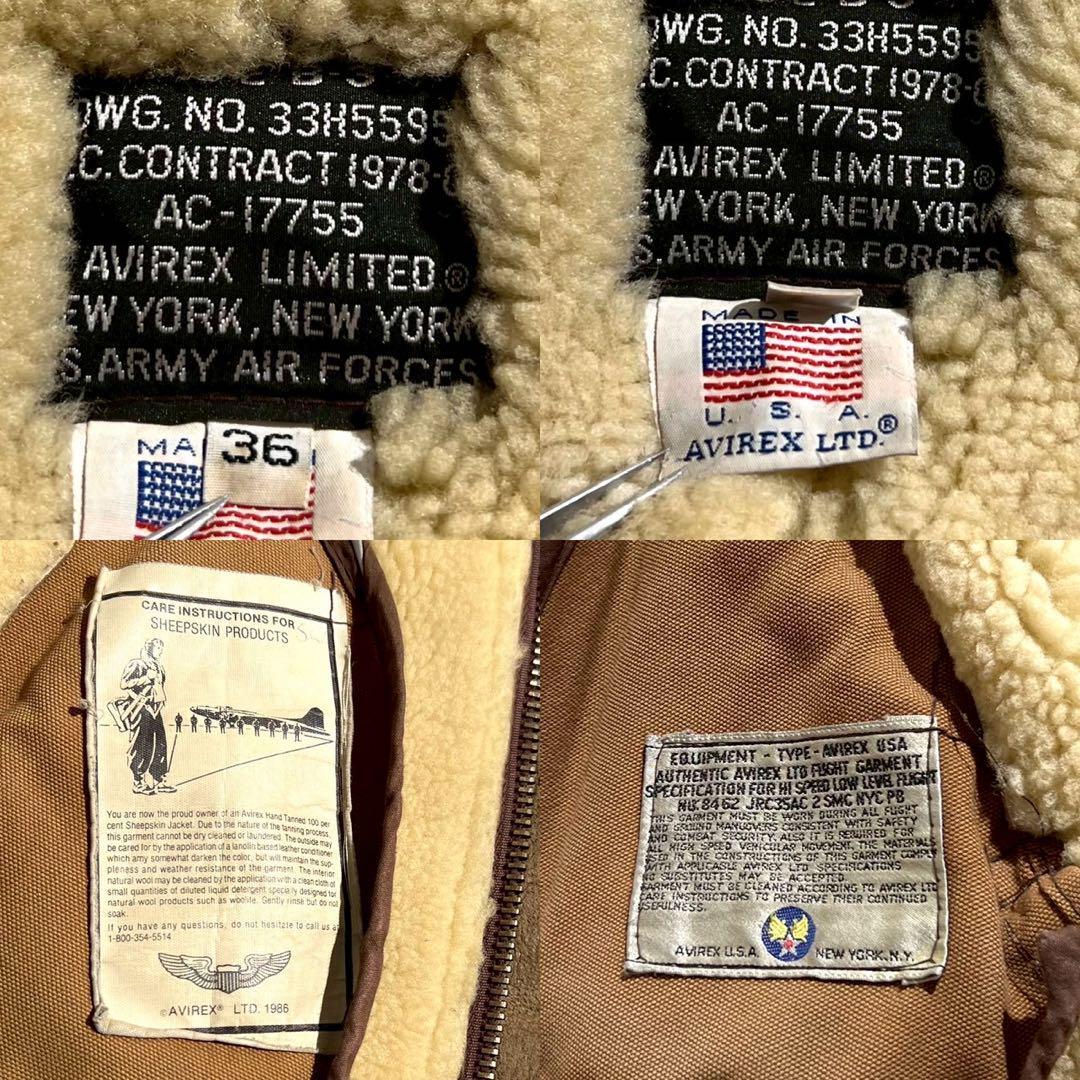 DWG. NO. 33H5595
.C. CONTRACT 1978-
AC-17755
AVIREX LIMITED®
EW YORK, NEW YORK
S. ARMY AIR FORCES
MA
36
WG. NO. 33H5595
.C. CONTRACT 1978-
AC-17755
AVIREX LIMITED®
EW YORK, NEW YORK
S. ARMY AIR FORCES
MADE IN
U. S. A.
AVIREX LTD.®
CARE INSTRUCTIONS FOR
SHEEPSKIN PRODUCTS
You are now the proud owner of an Avirex Hand Tanned 100 per
cent Sheepskin Jacket. Due to the nature of the tanning process,
this garment cannot be dry cleaned or laundered. The outside may
be cared for by the application of a lanolin based leather conditioner
which amy somewhat darken the color, but will maintain the sup-
pleness and weather resistance of the garment. The interior
natural wool may be cleaned by the application with a clean cloth of
small quantities of diluted liquid detergent specially designed for
natural wool products such as woolite. Gently rinse but do not
soak.
If you have any questions, do not hesitate to call us at
1-800-354-5514
©AVIREX® LTD. 1986
EQUIPMENT - TYPE - AVIREX USA
AUTHENTIC AVIREX LTD FLIGHT GARMENT
SPECIFICATION FOR HI SPEED LOW LEVEL FLIGHT
NLK 8462 JRC35AC 2 SMC NYC PB
THIS GARMENT MUST BE WORN DURING ALL FLIGHT
AND GROUND MANUOVERS CONSISTENT WITH SAFETY
AND COMBAT SECURITY. ALSO IT IS REQUIRED FOR
ALL HIGH SPEED VEHICULAR MOVEMENT. THE MATERIALS
USED IN THE CONSTRUCTIONS OF THIS GARMENT COMPLY
WITH APPLICABLE AVIREX LTD SPECIFICATIONS
NO SUBSTITUTES MAY BE ACCEPTED.
GARMENT MUST BE CLEANED ACCORDING TO AVIREX LTD
CARE INSTRUCTIONS TO PRESERVE THEIR CONTINUED
USEFULNESS.
AVIREX U.S.A. NEW YORK. N.Y.